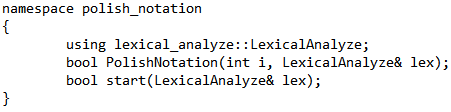 namespace polish_notation
{
	using lexical_analyze::LexicalAnalyze;
	bool PolishNotation(int i, LexicalAnalyze& lex);
	bool start(LexicalAnalyze& lex);
}